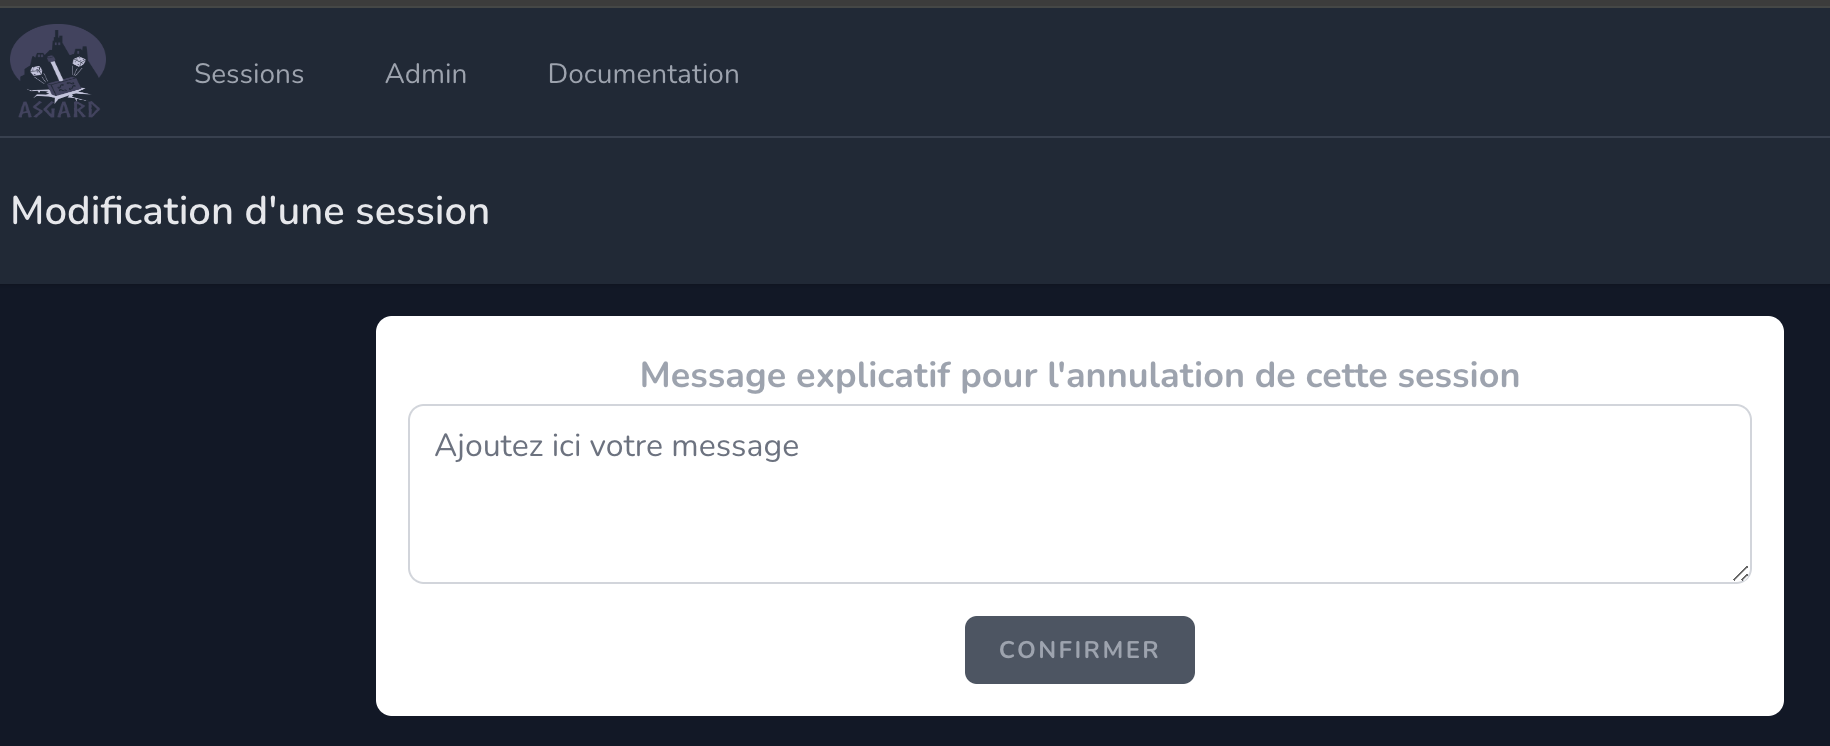 ASGARD
Sessions
Admin
Documentation
Modification d'une session
Message explicatif pour l'annulation de cette session
Ajoutez ici votre message
CONFIRMER